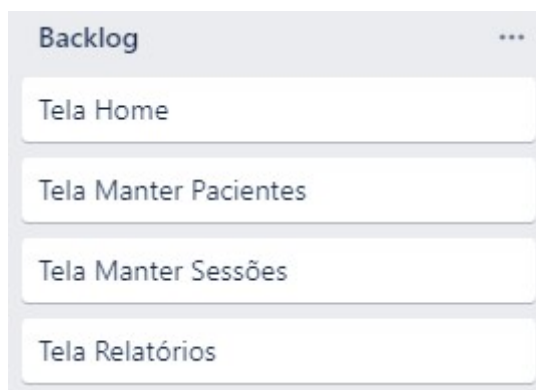 Backlog
Tela Home
Tela Manter Pacientes
Tela Manter Sessões
Tela Relatórios